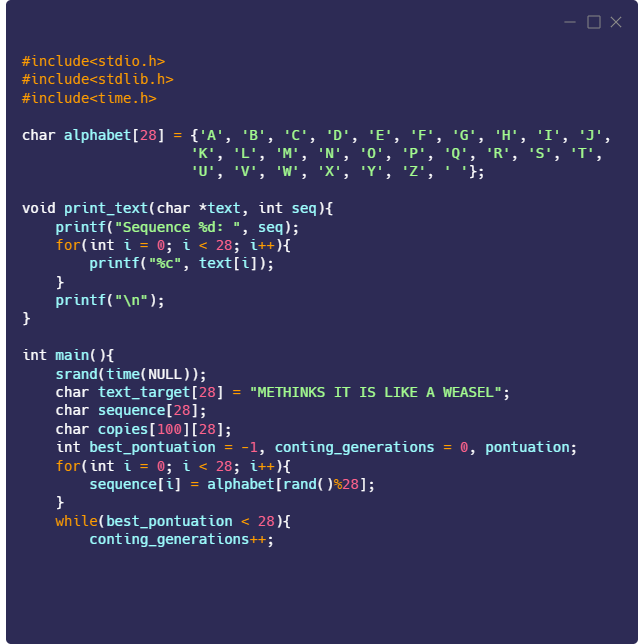 #include<stdio.h>
#include<stdlib.h>
#include<time.h>

char alphabet[28] = {'A', 'B', 'C', 'D', 'E', 'F', 'G', 'H', 'I', 'J',
                    'K', 'L', 'M', 'N', 'O', 'P', 'Q', 'R', 'S', 'T',
                    'U', 'V', 'W', 'X', 'Y', 'Z', ' '};

void print_text(char *text, int seq){
    printf("Sequence %d: ", seq);
    for(int i = 0; i < 28; i++){
        printf("%c", text[i]);
    }
    printf("\n");
}

int main(){
    srand(time(NULL));
    char text_target[28] = "METHINKS IT IS LIKE A WEASEL";
    char sequence[28];
    char copies[100][28];
    int best_pontuation = -1, conting_generations = 0, pontuation;
    for(int i = 0; i < 28; i++){
        sequence[i] = alphabet[rand()%28];
    }
    while(best_pontuation < 28){
        conting_generations++;